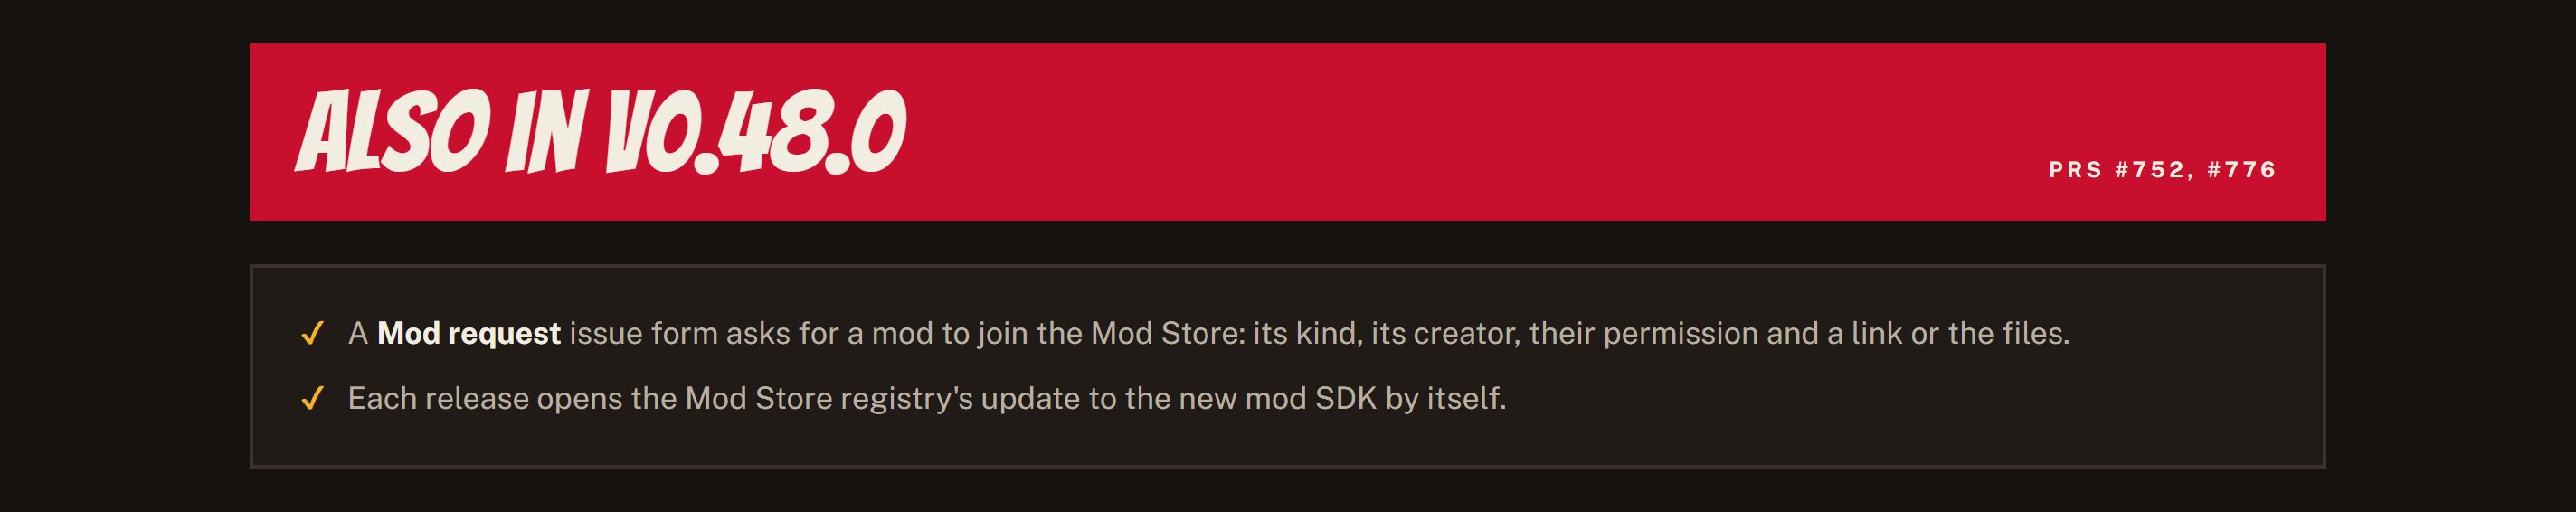 ALSO IN V0.48.0
PRS #752, #776
✓ A Mod request issue form asks for a mod to join the Mod Store: its kind, its creator, their permission and a link or the files.
✓ Each release opens the Mod Store registry's update to the new mod SDK by itself.